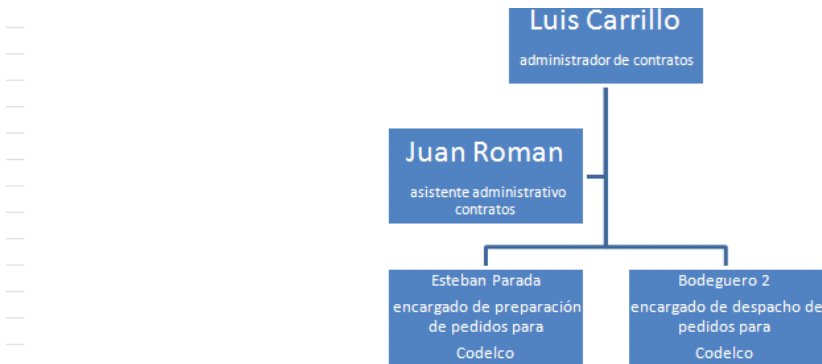 Luis Carrillo
administrador de contratos
Juan Roman
asistente administrativo
contratos
Esteban Parada
encargado de preparación
de pedidos para
Codelco
Bodeguero 2
encargado de despacho de
pedidos para
Codelco